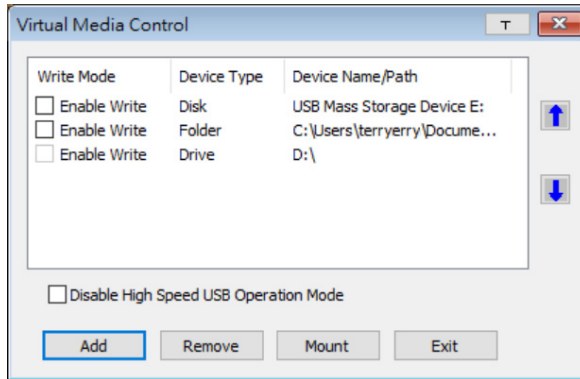 Virtual Media Control
Write Mode Device Type Device Name/Path
Enable Write Disk USB Mass Storage Device E:
Enable Write Folder C:\Users\terryerry\Docume...
Enable Write Drive D:\
Disable High Speed USB Operation Mode
Add Remove Mount Exit